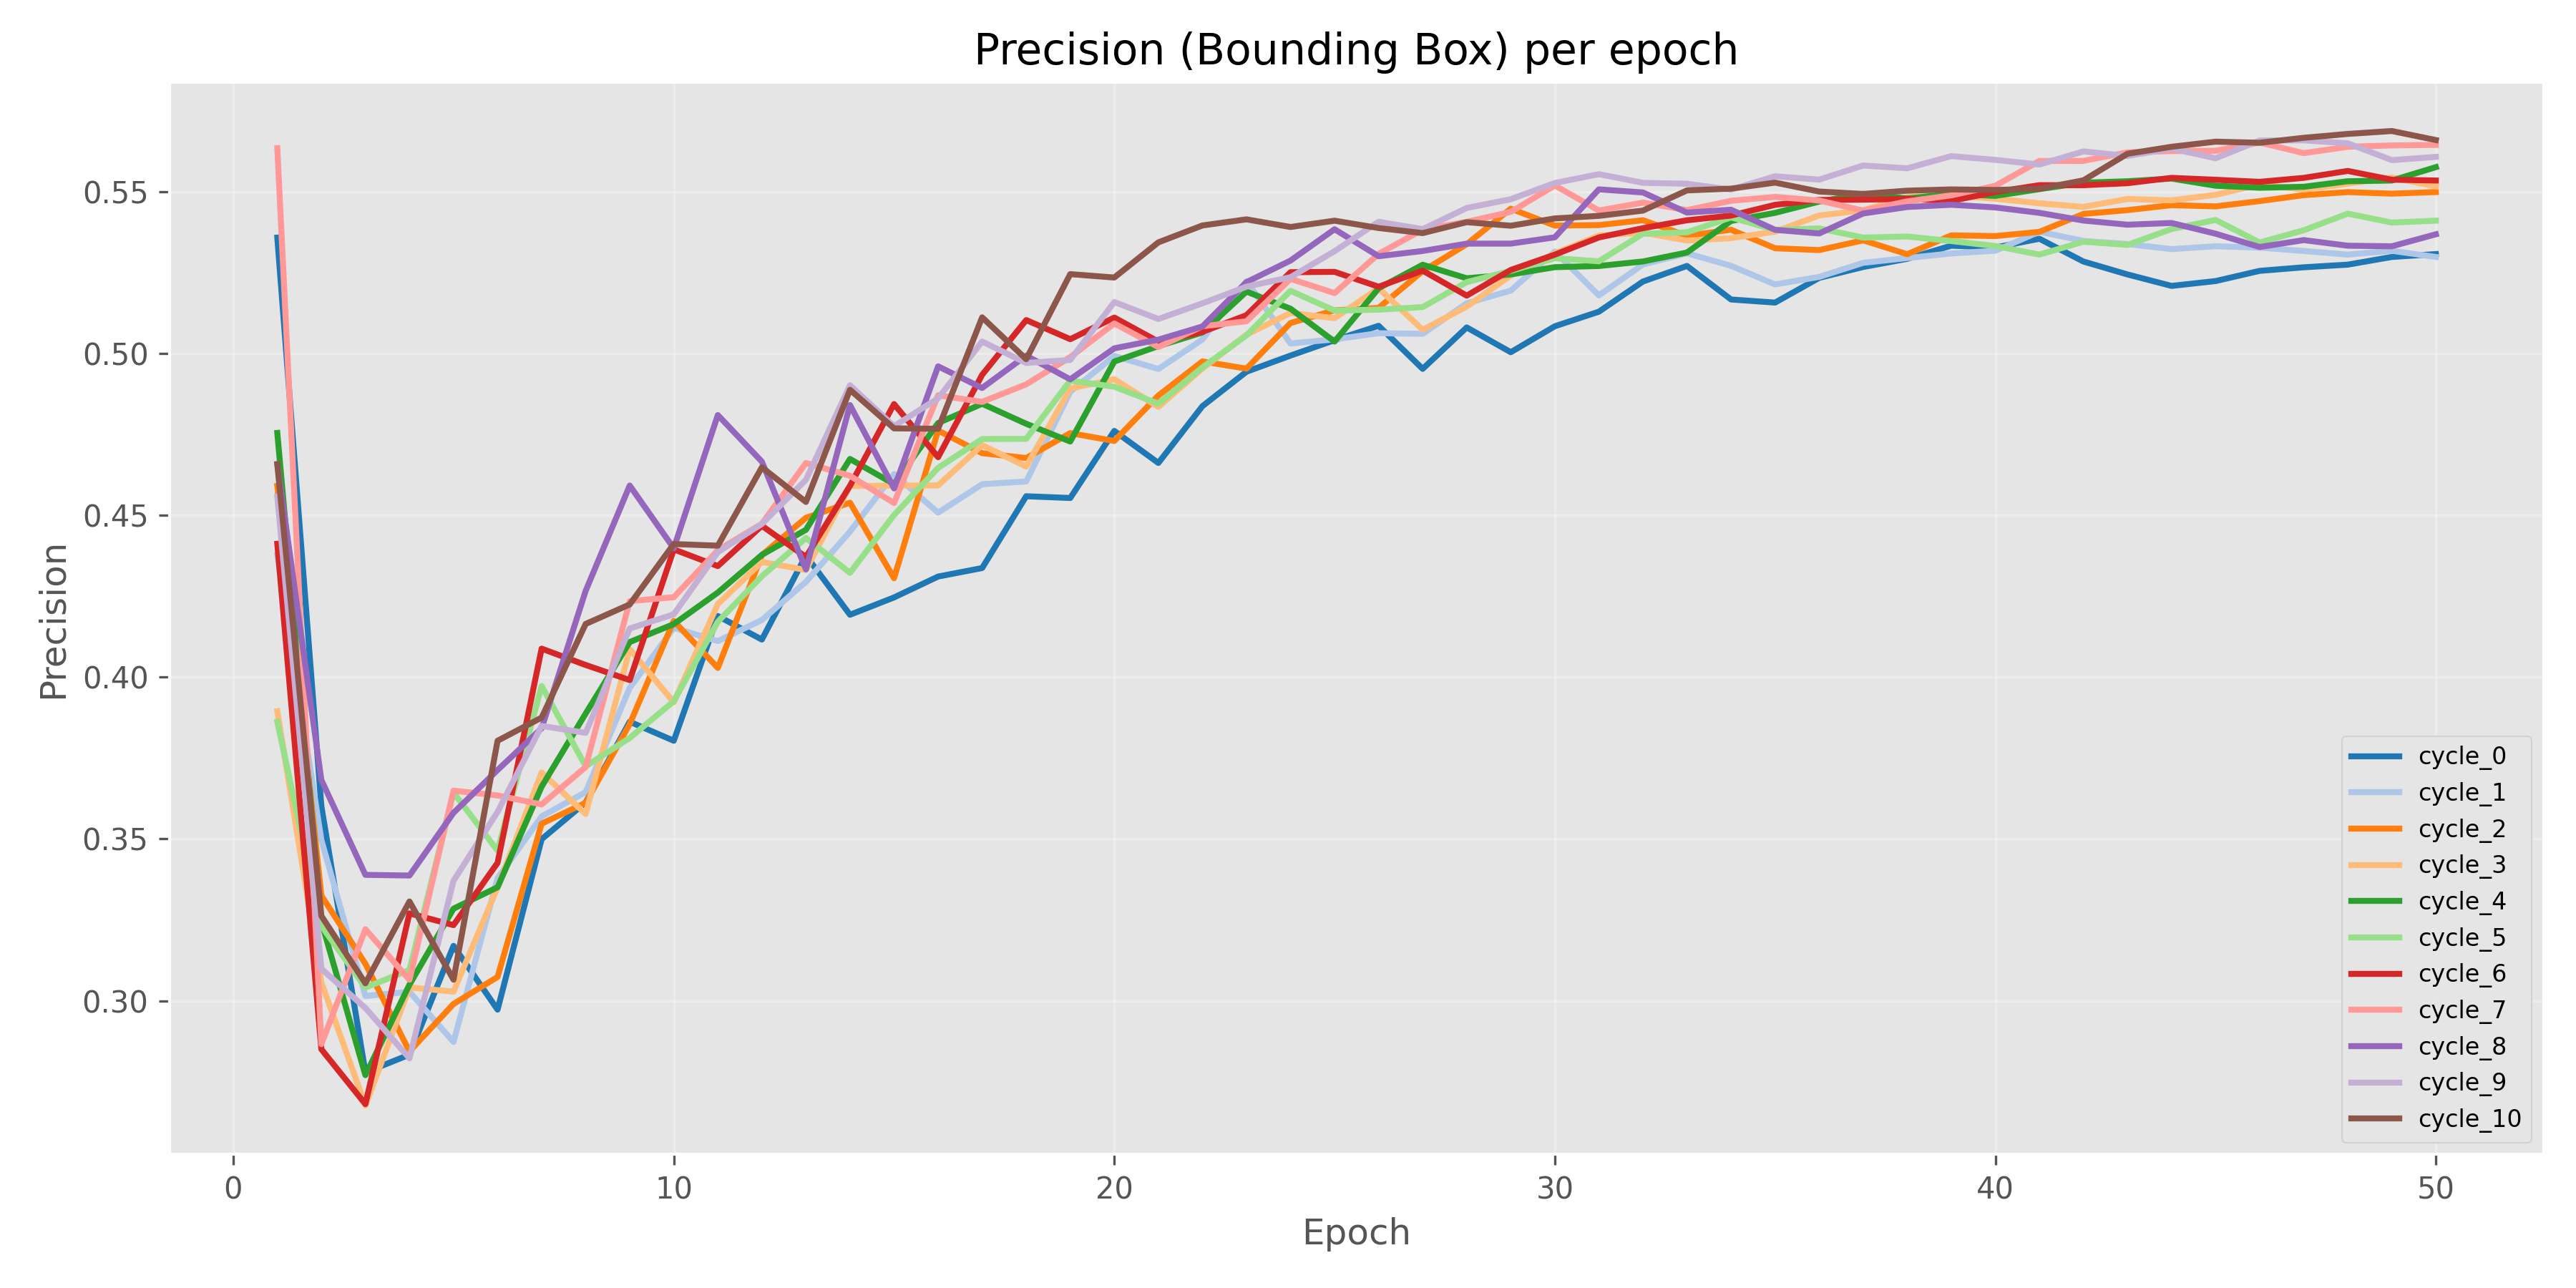 Precision (Bounding Box) per epoch
Precision
0.55
0.50
0.45
0.40
0.35
0.30
0
10
20
30
40
50
Epoch
cycle_0
cycle_1
cycle_2
cycle_3
cycle_4
cycle_5
cycle_6
cycle_7
cycle_8
cycle_9
cycle_10